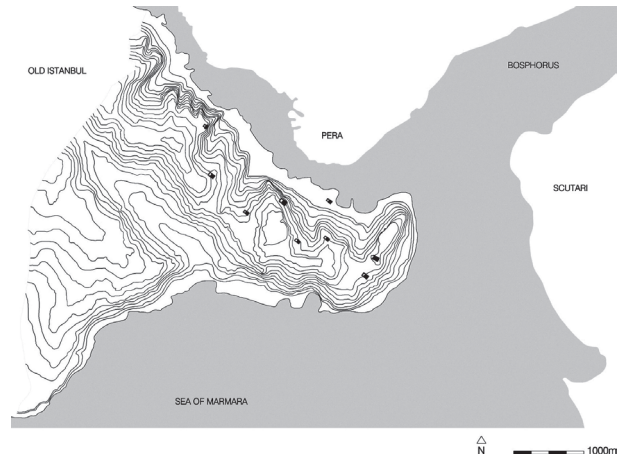 BOSPHORUS
OLD ISTANBUL
PERA
SCUTARI
SEA OF MARMARA
N
1000m